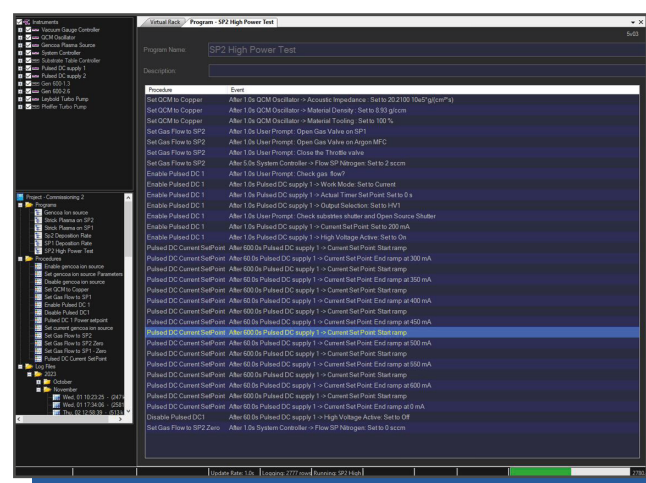 Instruments
Vacuum Gauge Controller
QCM Oscillator
Gencoa Plasma Source
System Controller
Substrate Table Controller
Pulsed DC supply 1
Pulsed DC supply 2
Gen 600-1.3
Gen 600-2.6
Leybold Turbo Pump
Pfeiffer Turbo Pump
Project - Commissioning 2
Programs
Gencoa Ion source
Strick Plasma on SP2
Strick Plasma on SP1
Sp2 Deposition Rate
SP1 Deposition Rate
SP2 High Power Test
Procedures
Enable gencoa ion source
Set gencoa ion source Parameters
Disable gencoa ion source
Set QCM to Copper
Set Gas Flow to SP1
Enable Pulsed DC 1
Disable Pulsed DC1
Pulsed DC 1 Power setpoint
Set current gencoa ion source
Set Gas Flow to SP2
Set Gas Flow to SP2 Zero
Set Gas Flow to SP1 - Zero
Pulsed DC Current SetPoint
Log Files
2023
October
November
Wed. 01 10:23:25 - (247
Wed. 01 17:34:06 - (2581
Thu. 02 12:58:39 - (513
Virtual Rack Program - SP2 High Power Test
5v03
Program Name: SP2 High Power Test
Description:
Procedure Event
Set QCM to Copper After 1.0s QCM Oscillator -> Acoustic Impedance : Set to 20.2100 10e5*g/(cm²*s)
Set QCM to Copper After 1.0s QCM Oscillator -> Material Density : Set to 8.93 g/ccm
Set QCM to Copper After 1.0s QCM Oscillator -> Material Tooling : Set to 100 %
Set Gas Flow to SP2 After 1.0s User Prompt : Open Gas Valve on SP1
Set Gas Flow to SP2 After 1.0s User Prompt : Open Gas Valve on Argon MFC
Set Gas Flow to SP2 After 1.0s User Prompt : Close the Throttle valve
Set Gas Flow to SP2 After 5.0s System Controller -> Flow SP Nitrogen: Set to 2 sccm
Enable Pulsed DC 1 After 1.0s User Prompt : Check gas flow?
Enable Pulsed DC 1 After 1.0s Pulsed DC supply 1 -> Work Mode: Set to Current
Enable Pulsed DC 1 After 1.0s Pulsed DC supply 1 -> Actual Timer Set Point: Set to 0 s
Enable Pulsed DC 1 After 1.0s Pulsed DC supply 1 -> Output Selection: Set to HV1
Enable Pulsed DC 1 After 1.0s User Prompt : Check substrtes shutter and Open Source Shutter
Enable Pulsed DC 1 After 1.0s Pulsed DC supply 1 -> Current Set Point: Set to 200 mA
Enable Pulsed DC 1 After 1.0s Pulsed DC supply 1 -> High Voltage Active: Set to On
Pulsed DC Current SetPoint After 600.0s Pulsed DC supply 1 -> Current Set Point: Start ramp
Pulsed DC Current SetPoint After 60.0s Pulsed DC supply 1 -> Current Set Point: End ramp at 300 mA
Pulsed DC Current SetPoint After 600.0s Pulsed DC supply 1 -> Current Set Point: Start ramp
Pulsed DC Current SetPoint After 60.0s Pulsed DC supply 1 -> Current Set Point: End ramp at 350 mA
Pulsed DC Current SetPoint After 600.0s Pulsed DC supply 1 -> Current Set Point: Start ramp
Pulsed DC Current SetPoint After 60.0s Pulsed DC supply 1 -> Current Set Point: End ramp at 400 mA
Pulsed DC Current SetPoint After 600.0s Pulsed DC supply 1 -> Current Set Point: Start ramp
Pulsed DC Current SetPoint After 60.0s Pulsed DC supply 1 -> Current Set Point: End ramp at 450 mA
Pulsed DC Current SetPoint After 600.0s Pulsed DC supply 1 -> Current Set Point: Start ramp
Pulsed DC Current SetPoint After 60.0s Pulsed DC supply 1 -> Current Set Point: End ramp at 500 mA
Pulsed DC Current SetPoint After 600.0s Pulsed DC supply 1 -> Current Set Point: Start ramp
Pulsed DC Current SetPoint After 60.0s Pulsed DC supply 1 -> Current Set Point: End ramp at 550 mA
Pulsed DC Current SetPoint After 600.0s Pulsed DC supply 1 -> Current Set Point: Start ramp
Pulsed DC Current SetPoint After 60.0s Pulsed DC supply 1 -> Current Set Point: End ramp at 600 mA
Pulsed DC Current SetPoint After 600.0s Pulsed DC supply 1 -> Current Set Point: Start ramp
Pulsed DC Current SetPoint After 60.0s Pulsed DC supply 1 -> Current Set Point: End ramp at 0 mA
Disable Pulsed DC1 After 60.0s Pulsed DC supply 1 -> High Voltage Active: Set to Off
Set Gas Flow to SP2 Zero After 1.0s System Controller -> Flow SP Nitrogen: Set to 0 sccm
Update Rate: 1.0s Logging: 2777 rows Running: SP2 High 2780.